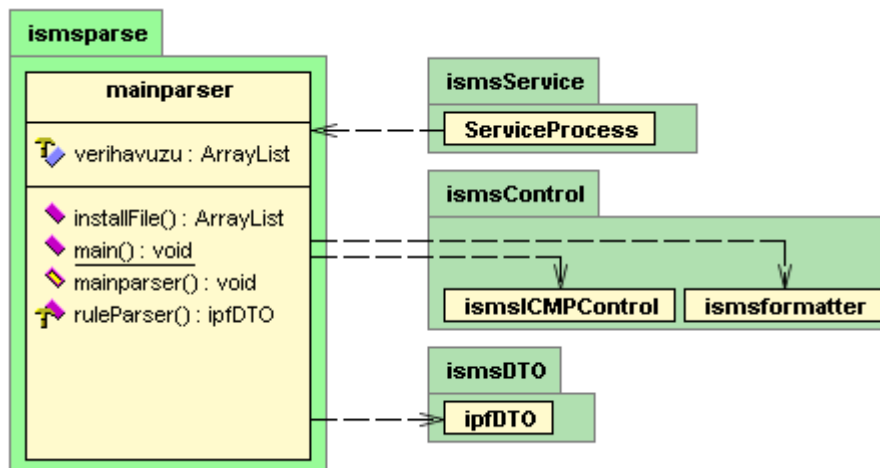 ismsparse
mainparser
verihavuzu : ArrayList
installFile() : ArrayList
main() : void
mainparser() : void
ruleParser() : ipfDTO
ismsService
ServiceProcess
ismsControl
ismsICMPControl
ismsformatter
ismsDTO
ipfDTO